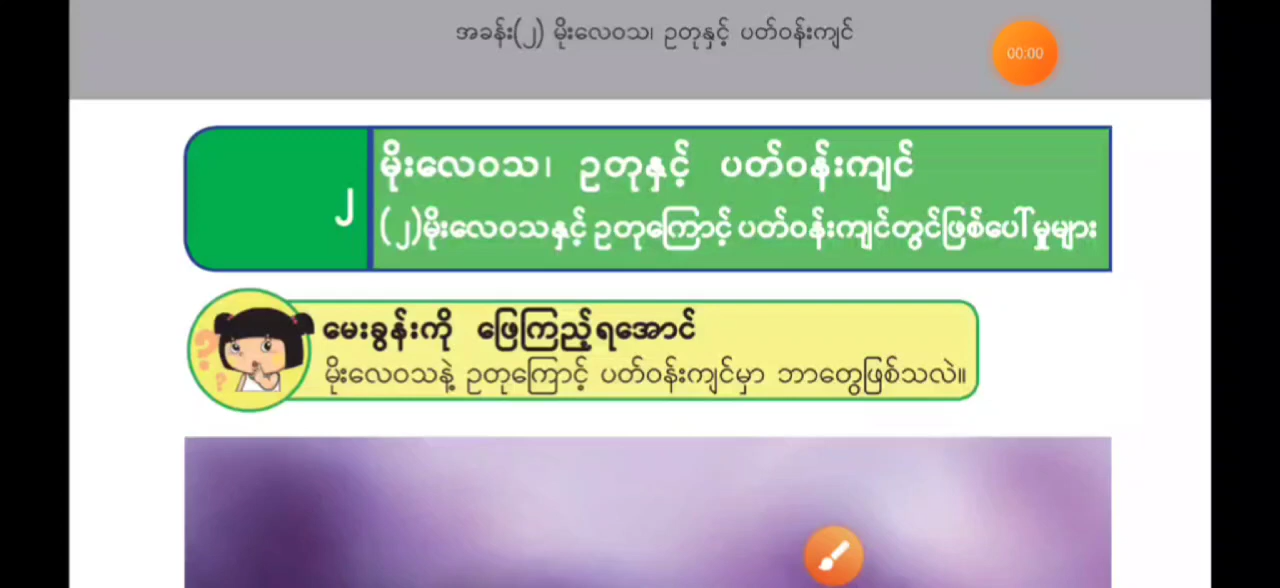 အခန်း(၂) မိုးလေဝသ၊ ဥတုနှင့် ပတ်ဝန်းကျင်
00:00
၂
မိုးလေဝသ၊ ဥတုနှင့် ပတ်ဝန်းကျင်
(၂)မိုးလေဝသနှင့် ဥတုကြောင့် ပတ်ဝန်းကျင်တွင်ဖြစ်ပေါ်မှုများ
မေးခွန်းကို ဖြေကြည့်ရအောင်
မိုးလေဝသနဲ့ ဥတုကြောင့် ပတ်ဝန်းကျင်မှာ ဘာတွေဖြစ်သလဲ။